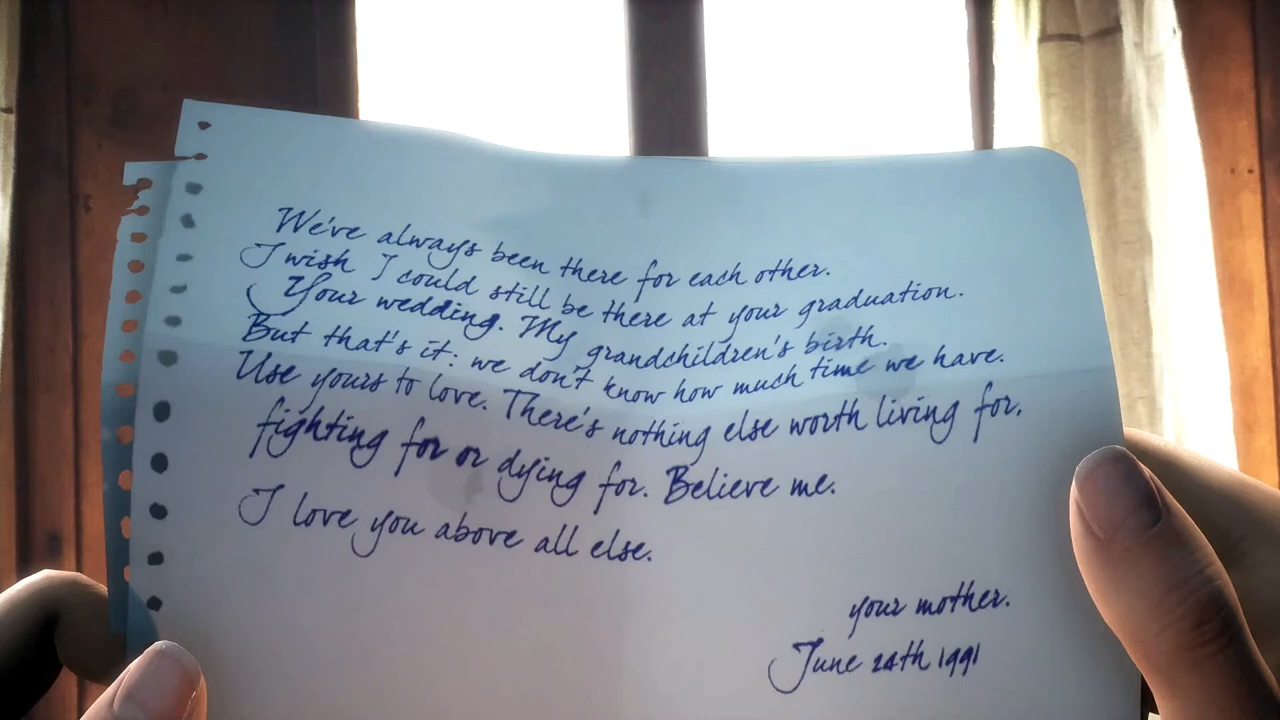 We've always been there for each other.
I wish I could still be there at your graduation.
Your wedding. My grandchildren's birth.
But that's it: we don't know how much time we have.
Use yours to love. There's nothing else worth living for,
fighting for or dying for. Believe me.
I love you above all else.
your mother.
June 24th 1991